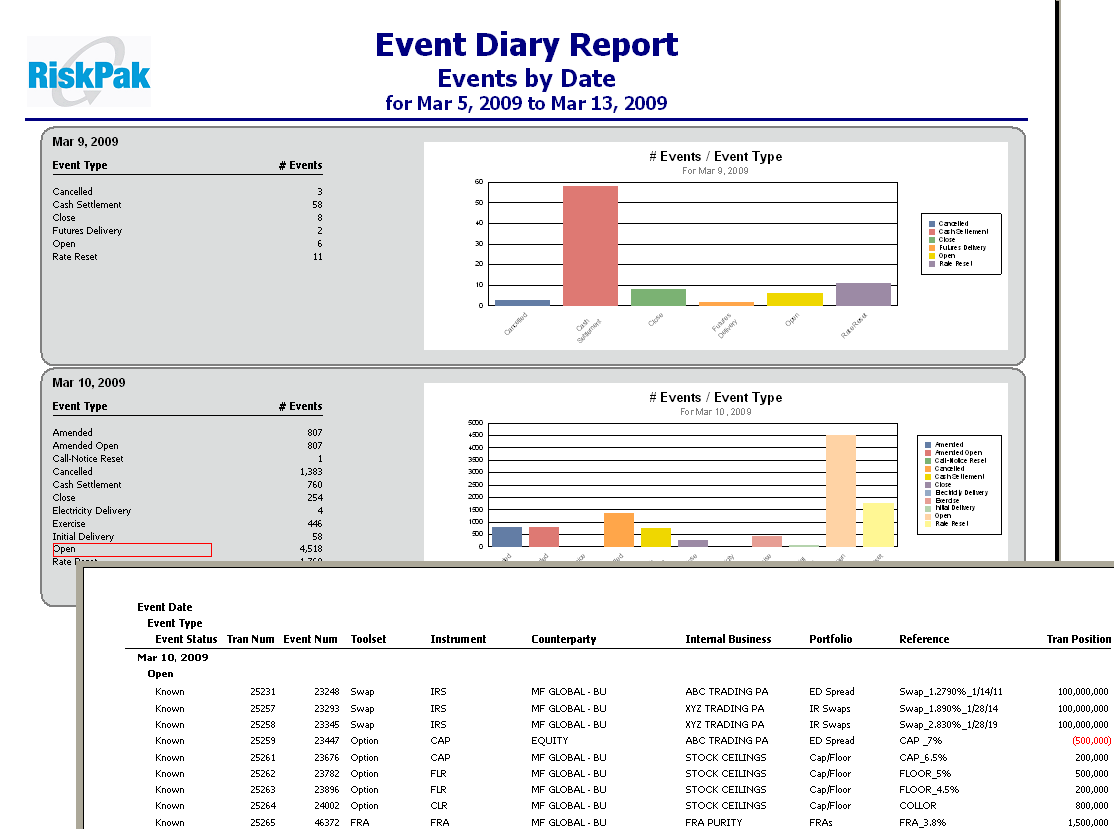 RiskPak
Event Diary Report
Events by Date
for Mar 5, 2009 to Mar 13, 2009
Mar 9, 2009
Event Type # Events
Cancelled 3
Cash Settlement 58
Close 8
Futures Delivery 2
Open 6
Rate Reset 11
# Events / Event Type
For Mar 9, 2009
60
50
40
30
20
10
0
Cancelled
Cash
Settlement
Close
Futures
Delivery
Open
Rate Reset
Cancelled
Cash Settlement
Close
Futures Delivery
Open
Rate Reset
Mar 10, 2009
Event Type # Events
Amended 807
Amended Open 807
Call-Notice Reset 1
Cancelled 1,383
Cash Settlement 760
Close 254
Electricity Delivery 4
Exercise 446
Initial Delivery 58
Open 4,518
Rate
# Events / Event Type
For Mar 10, 2009
5000
4500
4000
3500
3000
2500
2000
1500
1000
500
0
Amended
Amended Open
Call-Notice Reset
Cancelled
Cash Settlement
Close
Electricity Delivery
Exercise
Initial Delivery
Open
Rate Reset
Event Date
Event Type
Event Status Tran Num Event Num Toolset Instrument Counterparty Internal Business Portfolio Reference Tran Position
Mar 10, 2009
Open
Known 25231 23248 Swap IRS MF GLOBAL - BU ABC TRADING PA ED Spread Swap_1.2790%_1/14/11 100,000,000
Known 25257 23293 Swap IRS MF GLOBAL - BU XYZ TRADING PA IR Swaps Swap_1.890%_1/28/14 100,000,000
Known 25258 23345 Swap IRS MF GLOBAL - BU XYZ TRADING PA IR Swaps Swap_2.830%_1/28/19 100,000,000
Known 25259 23447 Option CAP EQUITY ABC TRADING PA ED Spread CAP _7% (500,000)
Known 25261 23676 Option CAP MF GLOBAL - BU STOCK CEILINGS Cap/Floor CAP_6.5% 200,000
Known 25262 23782 Option FLR MF GLOBAL - BU STOCK CEILINGS Cap/Floor FLOOR_5% 500,000
Known 25263 23896 Option FLR MF GLOBAL - BU STOCK CEILINGS Cap/Floor FLOOR_4.5% 200,000
Known 25264 24002 Option CLR MF GLOBAL - BU STOCK CEILINGS Cap/Floor COLLOR 800,000
Known 25265 46372 FRA FRA MF GLOBAL - BU FRA PURITY FRAs FRA_3.8% 1,500,000